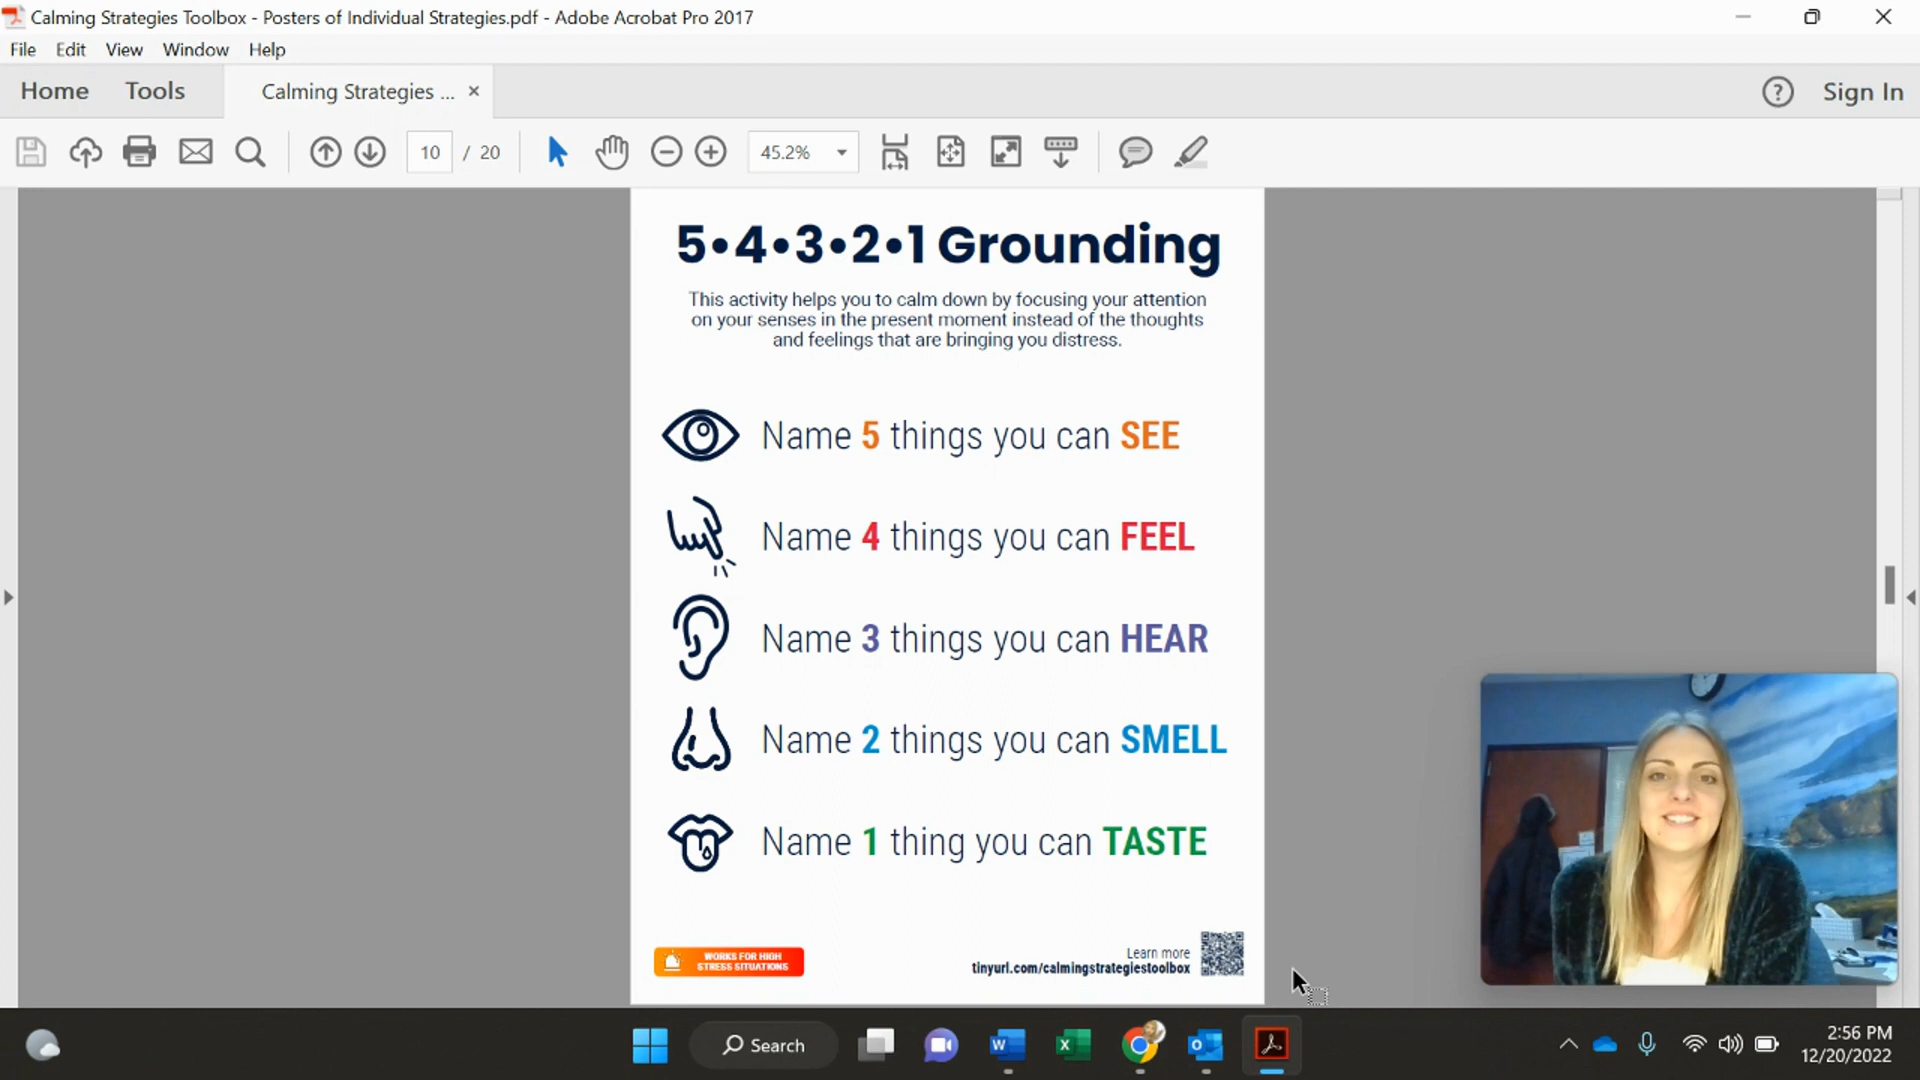 Calming Strategies Toolbox - Posters of Individual Strategies.pdf - Adobe Acrobat Pro 2017
File Edit View Window Help
Home Tools Calming Strategies ... × ? Sign In
10 / 20 45.2%
5•4•3•2•1 Grounding
This activity helps you to calm down by focusing your attention
on your senses in the present moment instead of the thoughts
and feelings that are bringing you distress.
Name 5 things you can SEE
Name 4 things you can FEEL
Name 3 things you can HEAR
Name 2 things you can SMELL
Name 1 thing you can TASTE
WORKS FOR HIGH
STRESS SITUATIONS
Learn more
tinyurl.com/calmingstrategiestoolbox
Search
2:56 PM
12/20/2022